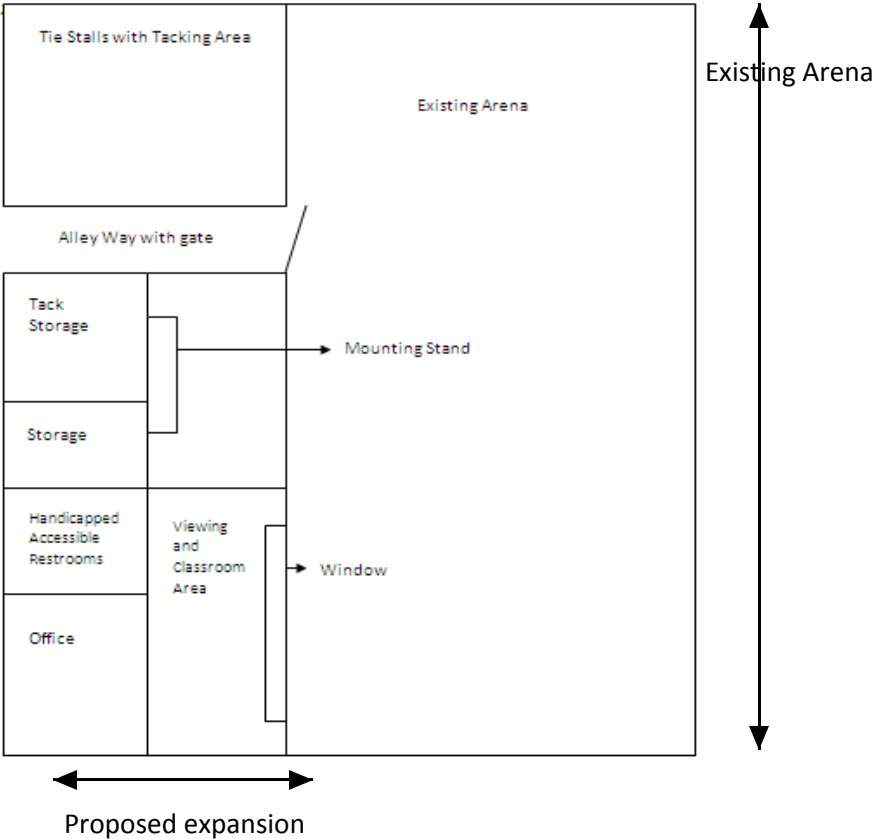 Tie Stalls with Tacking Area
Existing Arena
Existing Arena
Alley Way with gate
Tack
Storage
Mounting Stand
Storage
Handicapped
Accessible
Restrooms
Viewing
and
Classroom
Area
Window
Office
Proposed expansion